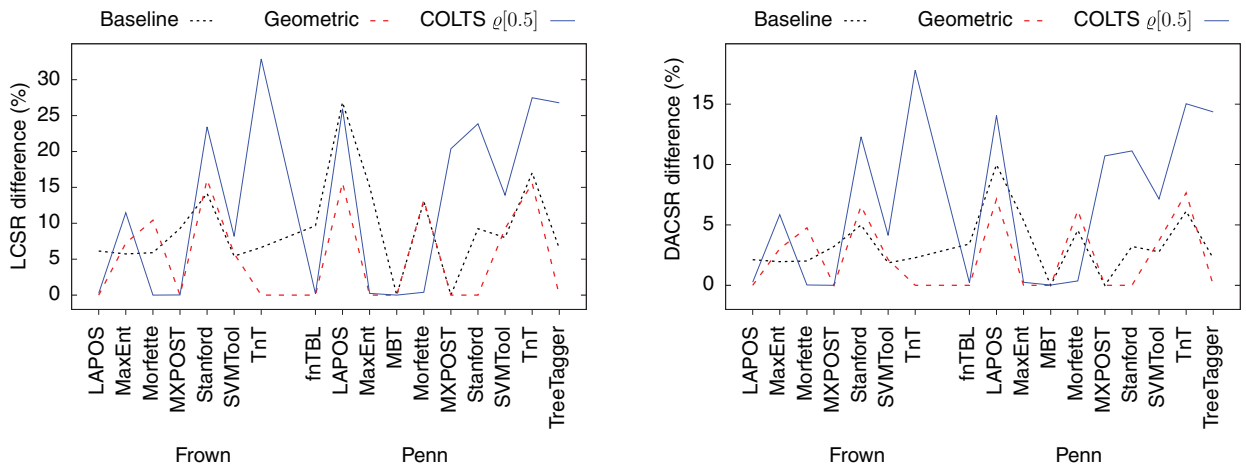 Baseline Geometric COLTS ϱ[0.5]
LCSR difference (%)
30
25
20
15
10
5
0
LAPOS
MaxEnt
Morfette
MXPOST
Stanford
SVMTool
TnT
fnTBL
LAPOS
MaxEnt
MBT
Morfette
MXPOST
Stanford
SVMTool
TnT
TreeTagger
Frown Penn
Baseline Geometric COLTS ϱ[0.5]
DACSR difference (%)
15
10
5
0
LAPOS
MaxEnt
Morfette
MXPOST
Stanford
SVMTool
TnT
fnTBL
LAPOS
MaxEnt
MBT
Morfette
MXPOST
Stanford
SVMTool
TnT
TreeTagger
Frown Penn